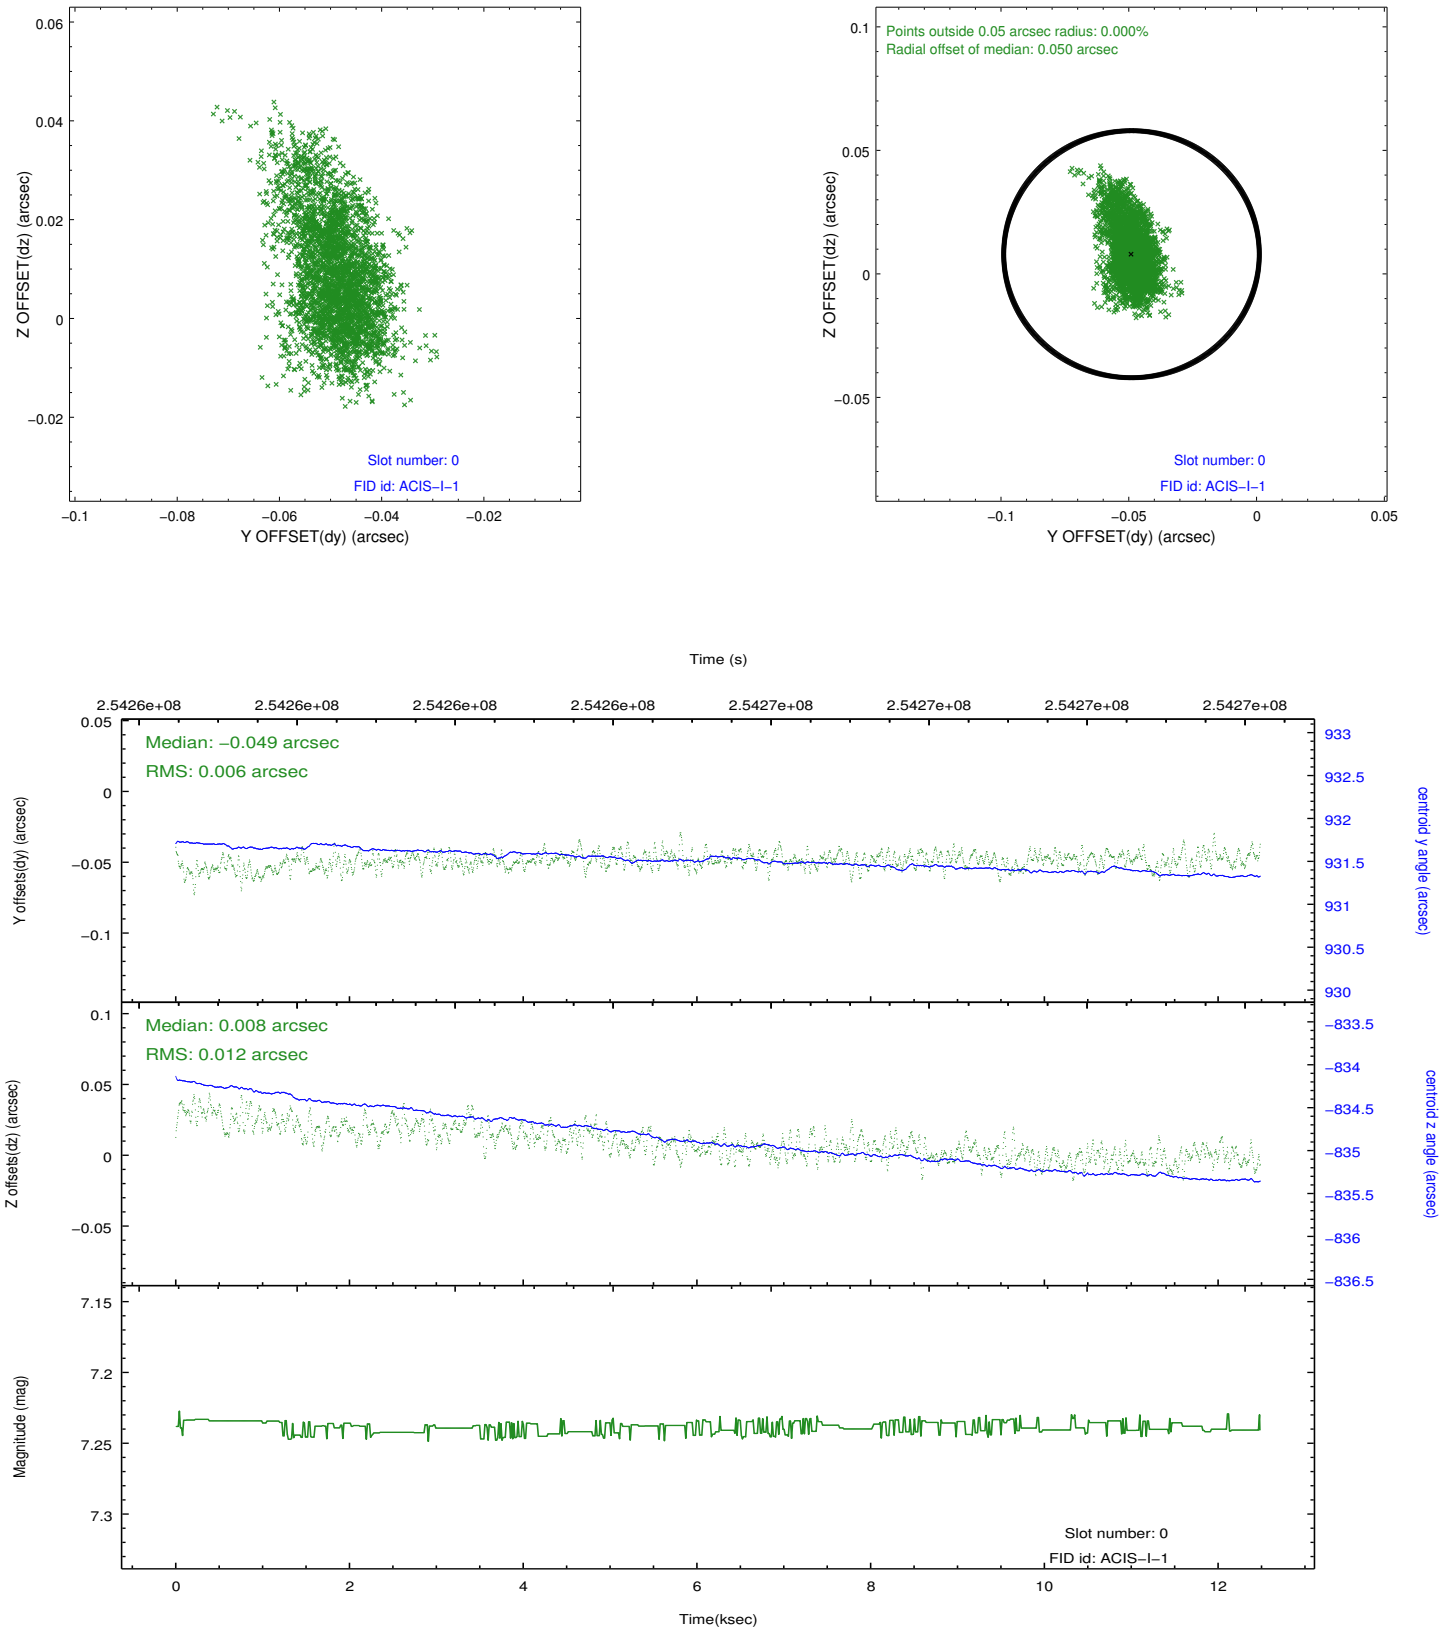 0.06
0.04
0.02
0
−0.02
−0.1
−0.08
−0.06
−0.04
−0.02
Z OFFSET(dz) (arcsec)
Y OFFSET(dy) (arcsec)
Slot number: 0
FID id: ACIS−I−1
Points outside 0.05 arcsec radius: 0.000%
Radial offset of median: 0.050 arcsec
0.1
0.05
0
−0.05
−0.1
−0.05
0
0.05
Z OFFSET(dz) (arcsec)
Y OFFSET(dy) (arcsec)
Slot number: 0
FID id: ACIS−I−1
Time (s)
2.5426e+08 2.5426e+08 2.5426e+08 2.5426e+08 2.5427e+08 2.5427e+08 2.5427e+08 2.5427e+08
Median: −0.049 arcsec
RMS: 0.006 arcsec
0.05
0
−0.05
−0.1
Y offsets(dy) (arcsec)
933
932.5
932
931.5
931
930.5
930
centroid y angle (arcsec)
Median: 0.008 arcsec
RMS: 0.012 arcsec
0.1
0.05
0
−0.05
Z offsets(dz) (arcsec)
−833.5
−834
−834.5
−835
−835.5
−836
−836.5
centroid z angle (arcsec)
7.15
7.2
7.25
7.3
Magnitude (mag)
Slot number: 0
FID id: ACIS−I−1
0 2 4 6 8 10 12
Time(ksec)